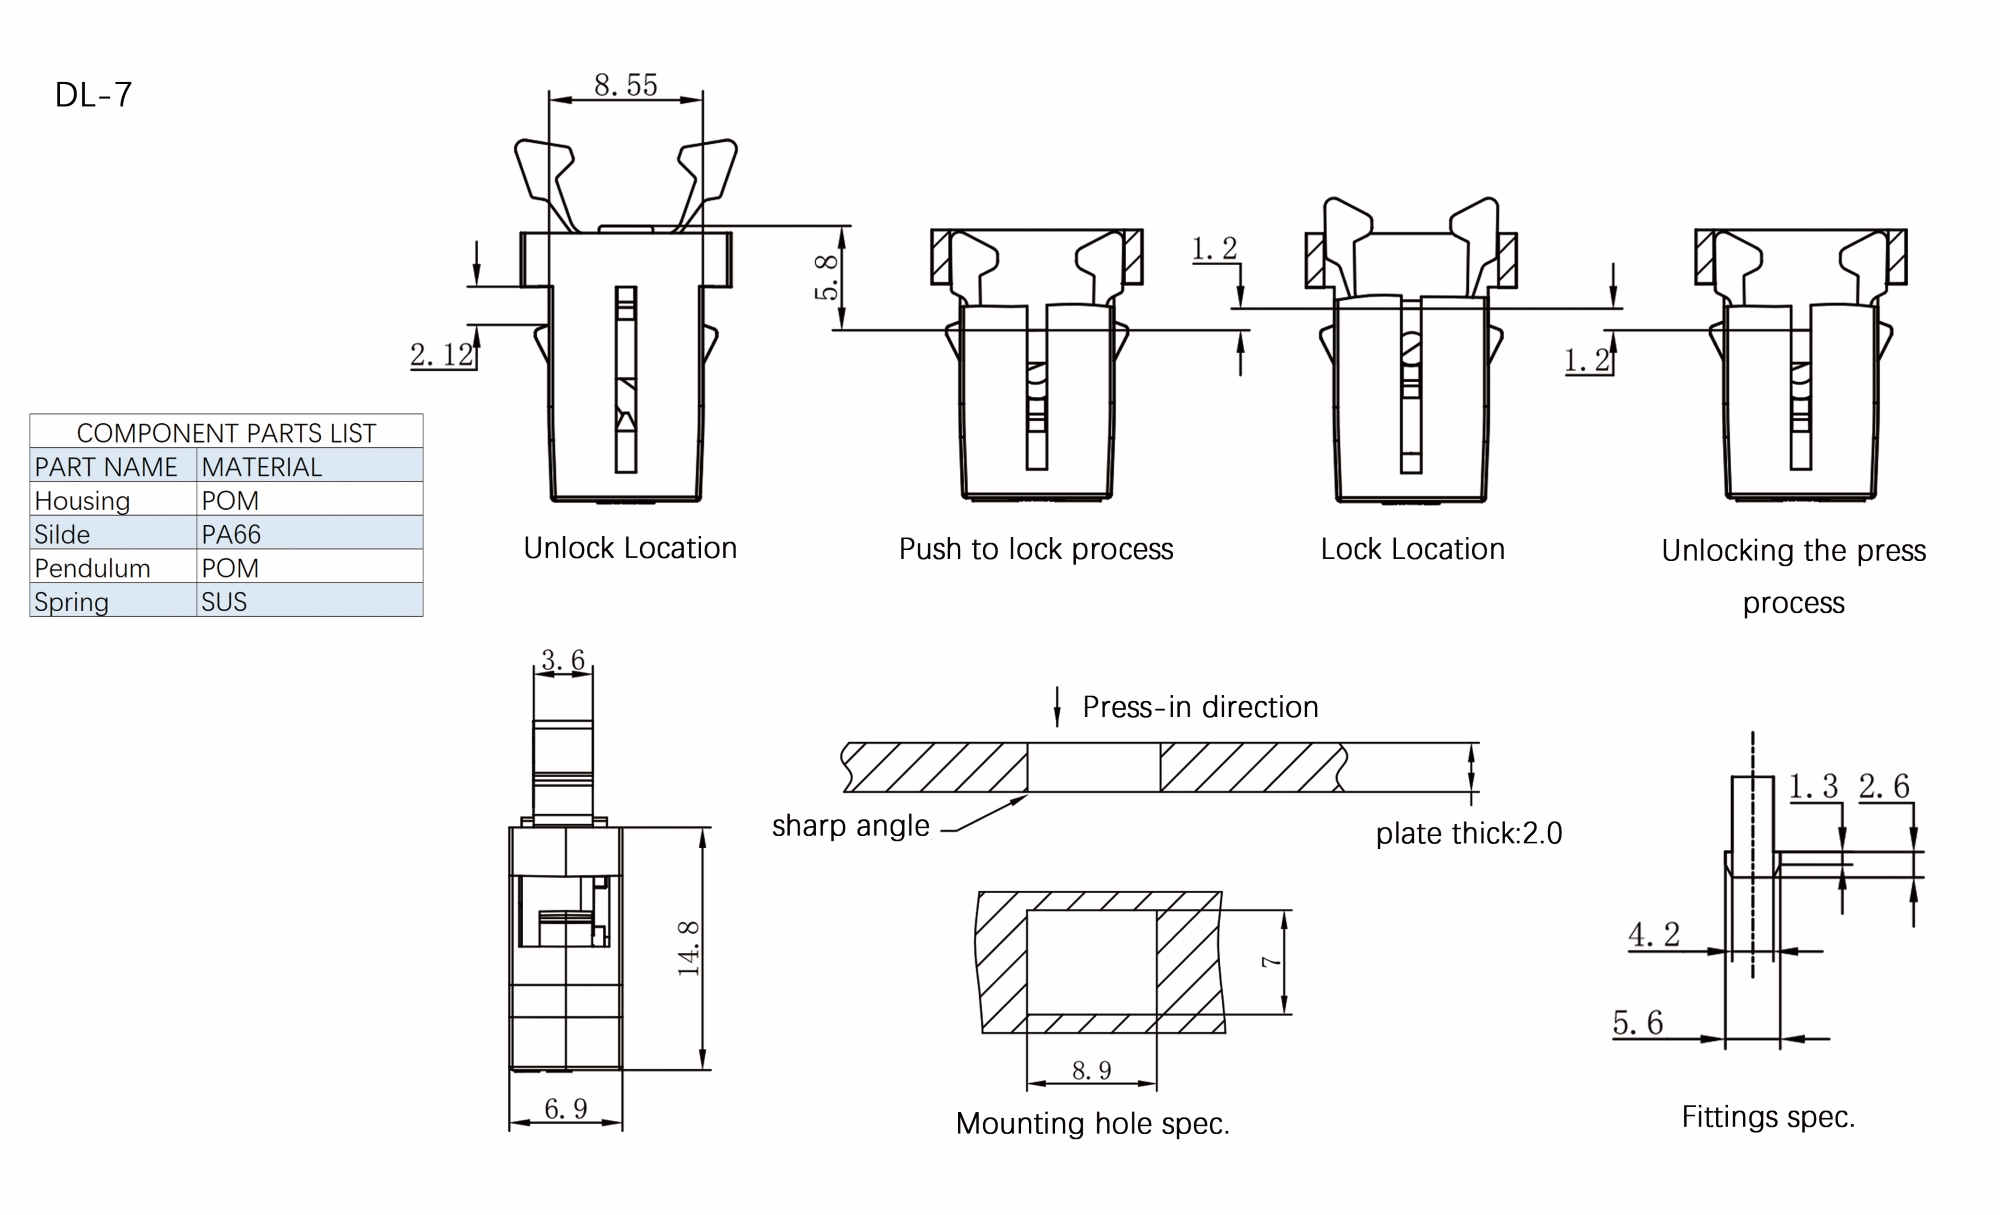 DL-7
8.55
2.12
5.8
1.2
1.2
Unlock Location
Push to lock process
Lock Location
Unlocking the press
process
COMPONENT PARTS LIST
PART NAME MATERIAL
Housing POM
Silde PA66
Pendulum POM
Spring SUS
3.6
14.8
6.9
Press-in direction
sharp angle
plate thick:2.0
7
8.9
Mounting hole spec.
1.3 2.6
4.2
5.6
Fittings spec.